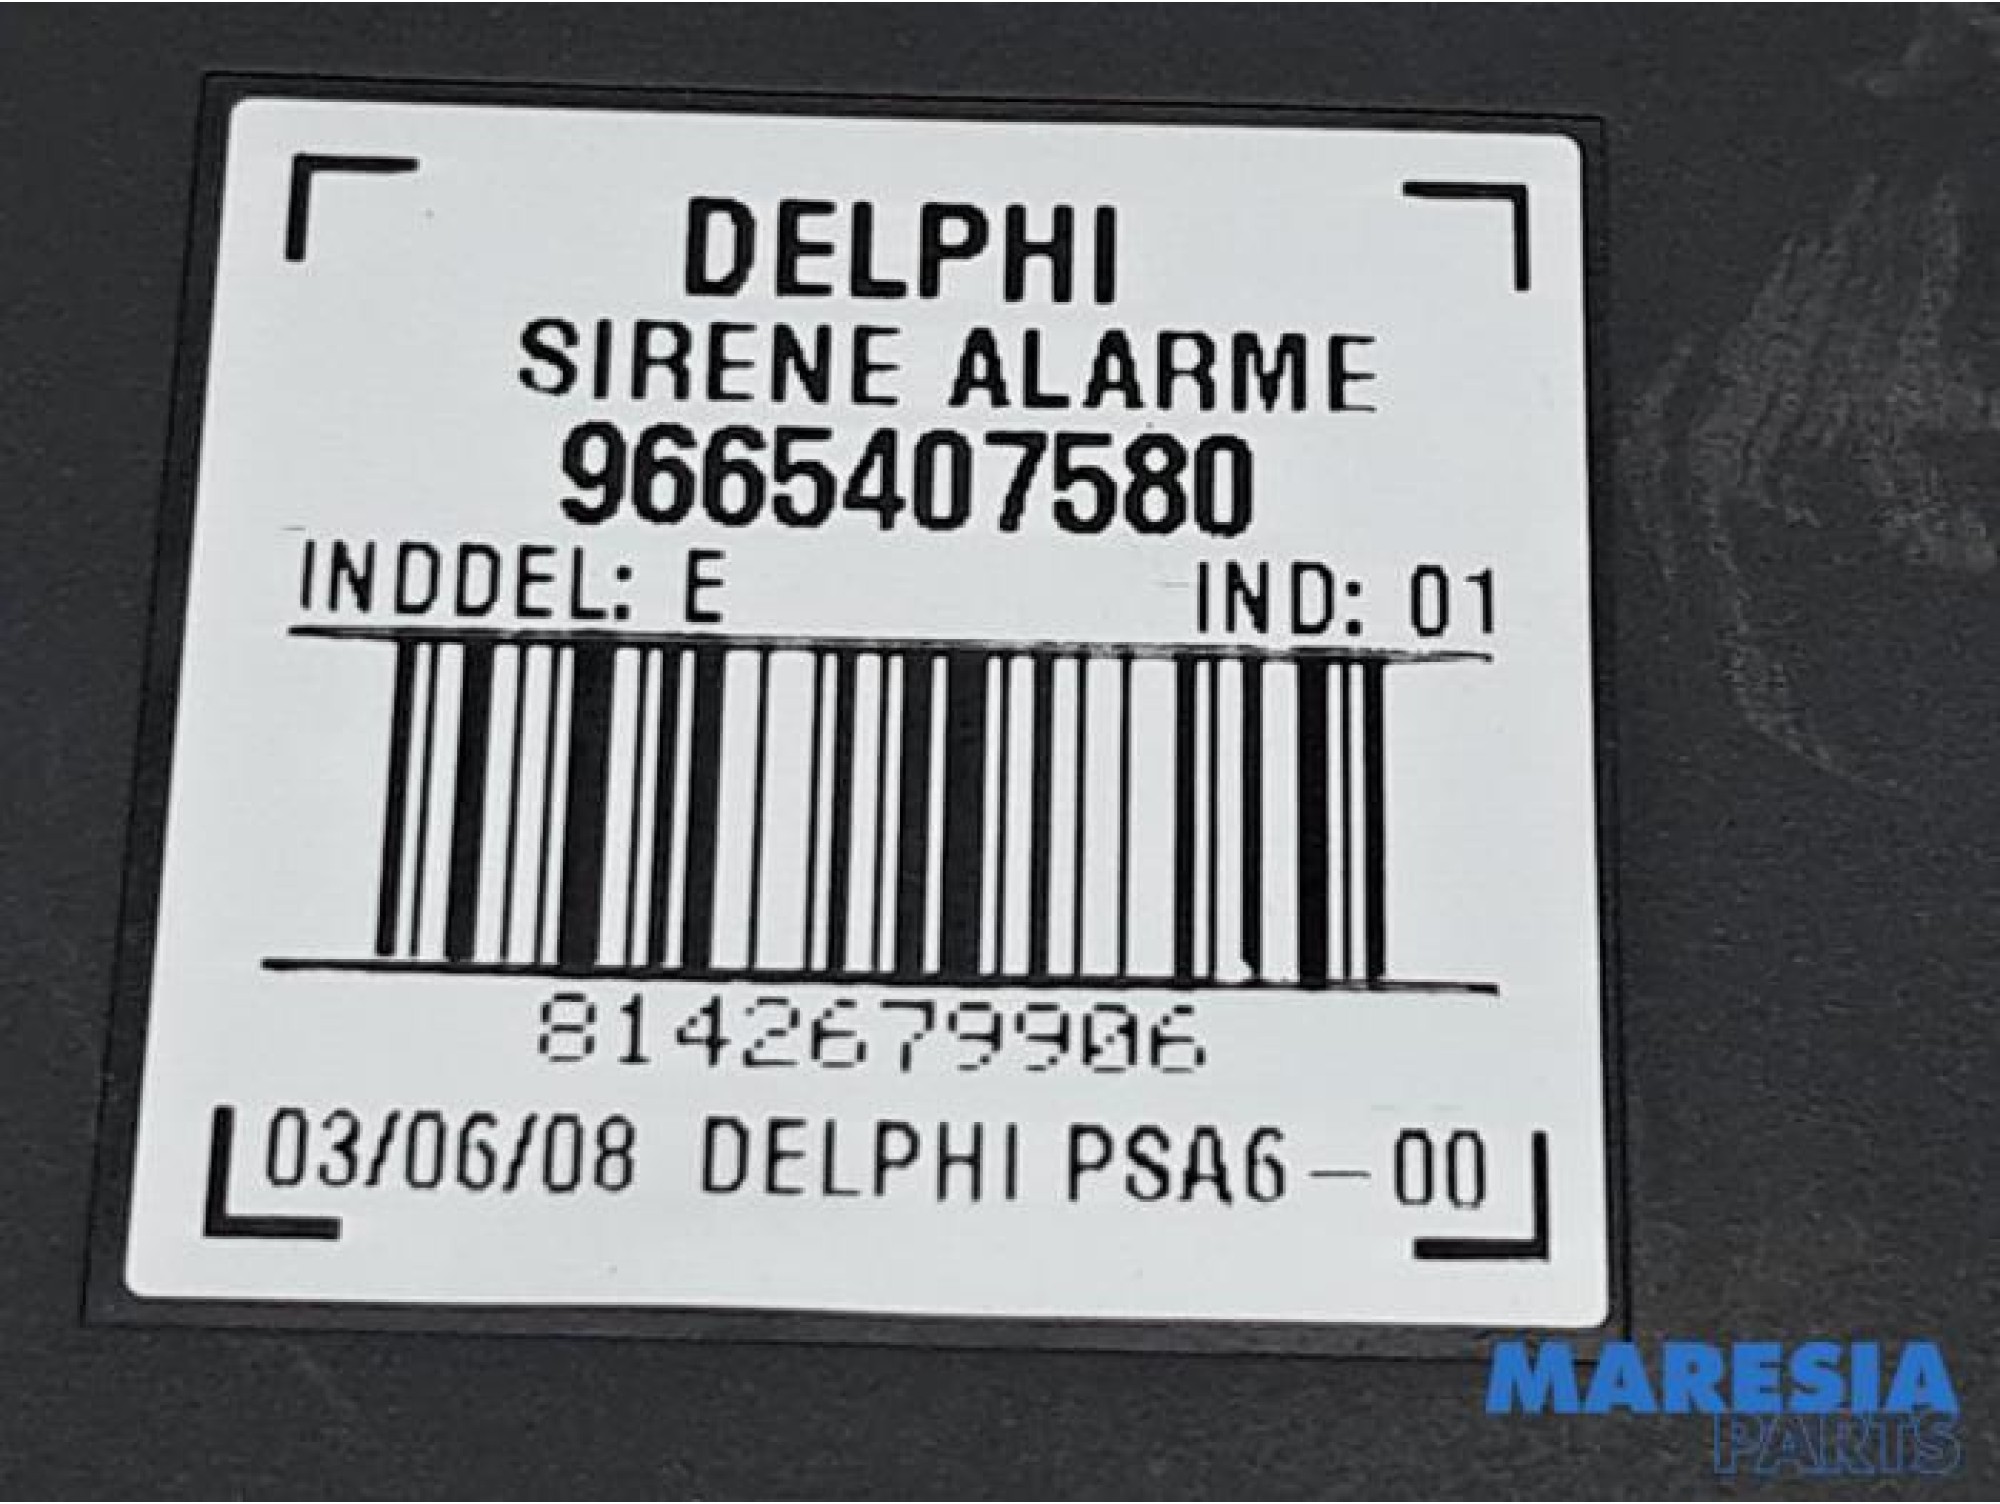 DELPHI
SIRENE ALARME
9665407580
INDDEL: E IND: 01
8142679906
03/06/08 DELPHI PSA6-00
MARESIA
PARTS